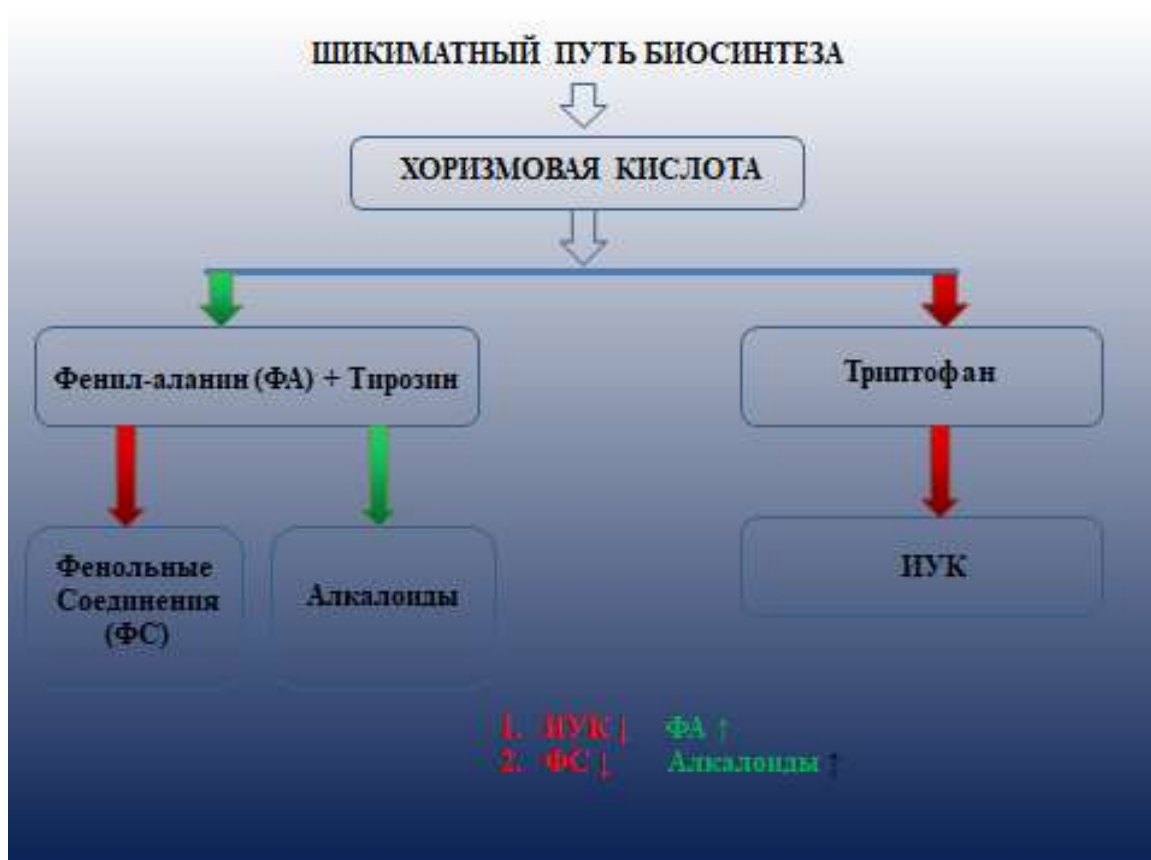 ШИКИМАТНЫЙ ПУТЬ БИОСИНТЕЗА
ХОРИЗМОВАЯ КИСЛОТА
Фенил-аланин (ФА) + Тирозин
Триптофан
Фенольные
Соединения
(ФС)
Алкалоиды
ИУК
1. ИУК ↓ ФА ↑
2. ФС ↓ Алкалоиды ↑